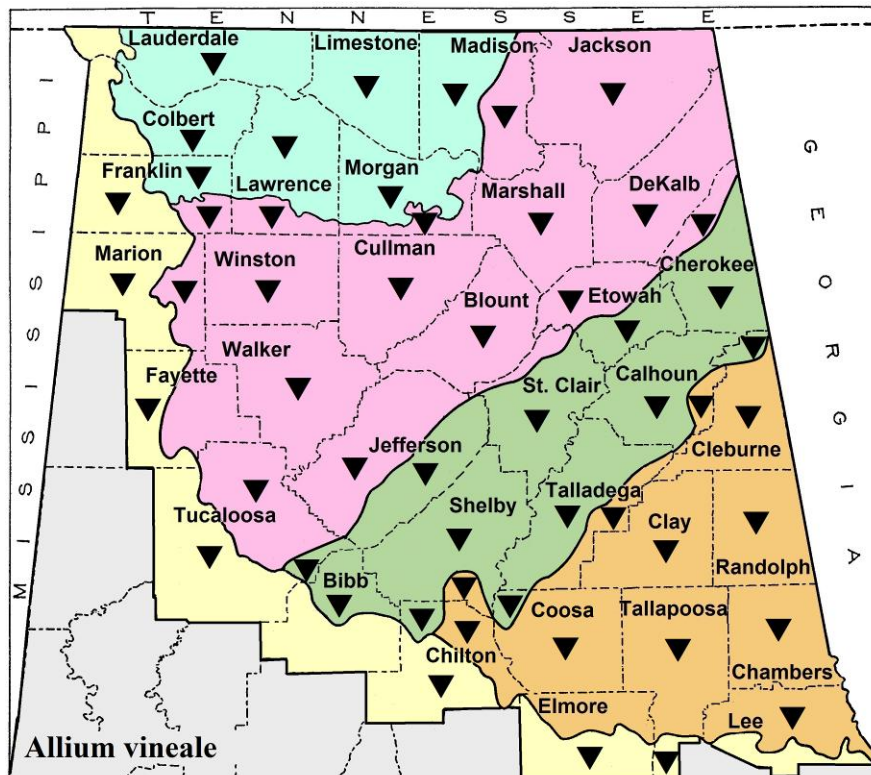 TENNESSEE
Lauderdale
Limestone
Madison
Jackson
Colbert
Franklin
Lawrence
Morgan
Marshall
DeKalb
Marion
Winston
Cullman
Cherokee
Blount
Etowah
Walker
Fayette
St. Clair
Calhoun
Jefferson
Cleburne
Tucaloosa
Shelby
Talladega
Clay
Bibb
Randolph
Coosa
Tallapoosa
Chilton
Chambers
Elmore
Lee
MISSISSIPPI
GEORGIA
Allium vineale